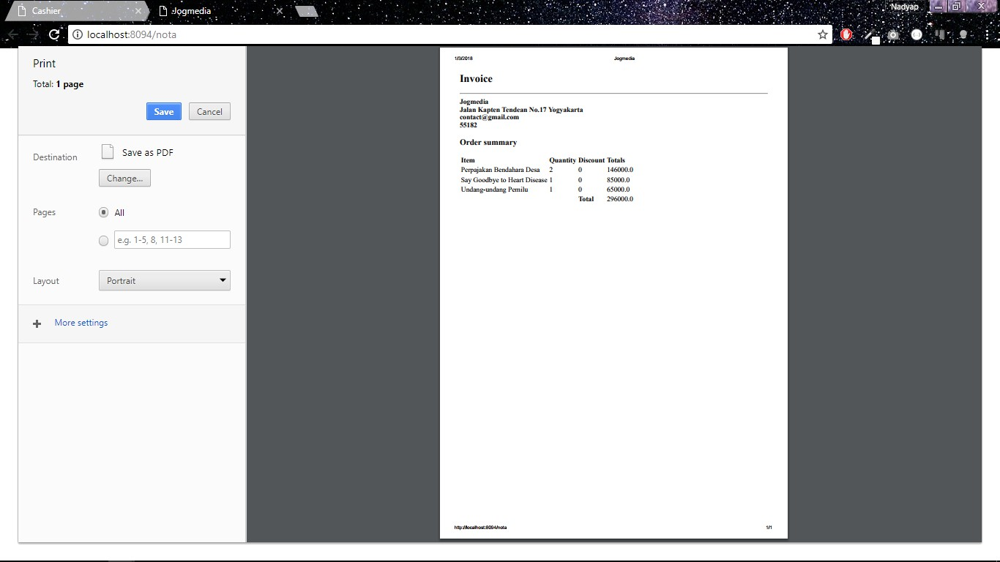 Cashier
Jogmedia
Nadyap
localhost:8094/nota
Print
Total: 1 page
Save
Cancel
Destination
Save as PDF
Change...
Pages
All
e.g. 1-5, 8, 11-13
Layout
Portrait
More settings
1/3/2018 Jogmedia
Invoice
Jogmedia
Jalan Kapten Tendean No.17 Yogyakarta
contact@gmail.com
55182
Order summary
Item Quantity Discount Totals
Perpajakan Bendahara Desa 2 0 146000.0
Say Goodbye to Heart Disease 1 0 85000.0
Undang-undang Pemilu 1 0 65000.0
Total 296000.0
http://localhost:8094/nota 1/1